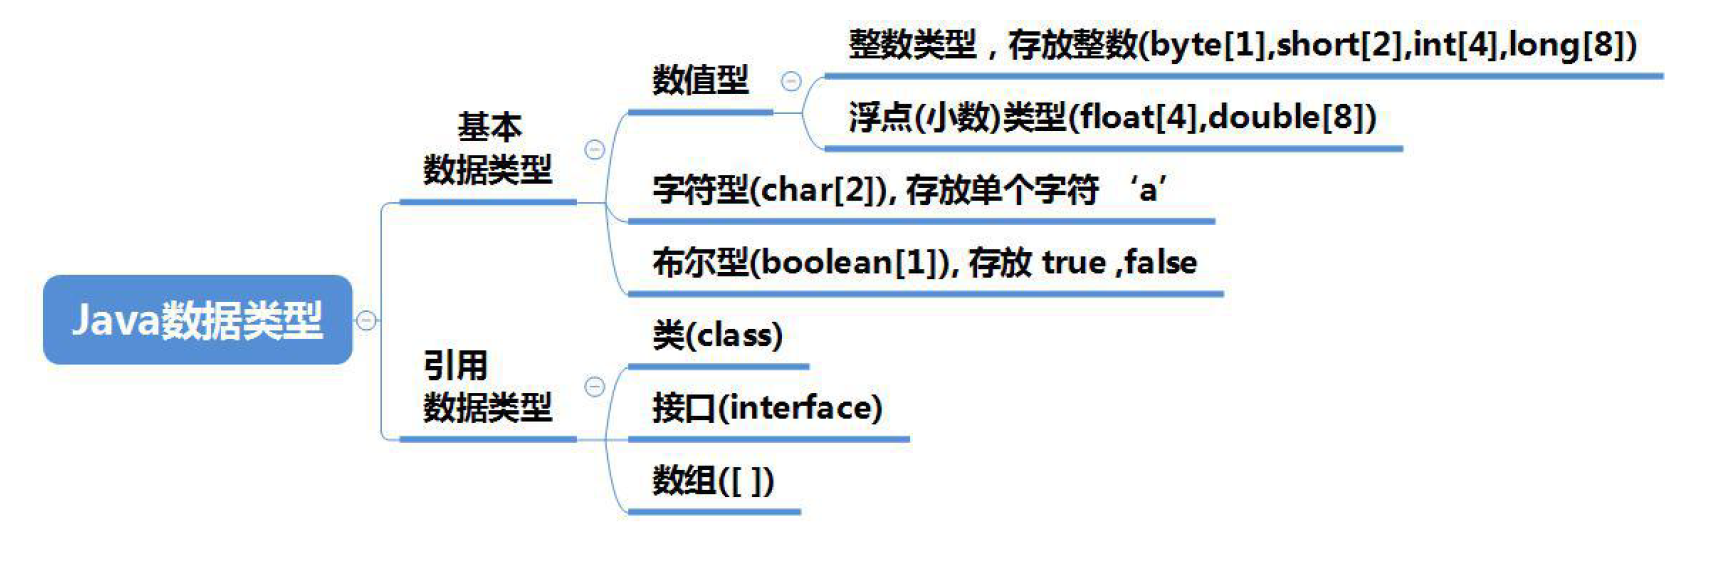 Java数据类型
基本
数据类型
数值型
整数类型，存放整数(byte[1],short[2],int[4],long[8])
浮点(小数)类型(float[4],double[8])
字符型(char[2]), 存放单个字符 ‘a’
布尔型(boolean[1]), 存放 true ,false
引用
数据类型
类(class)
接口(interface)
数组([ ])